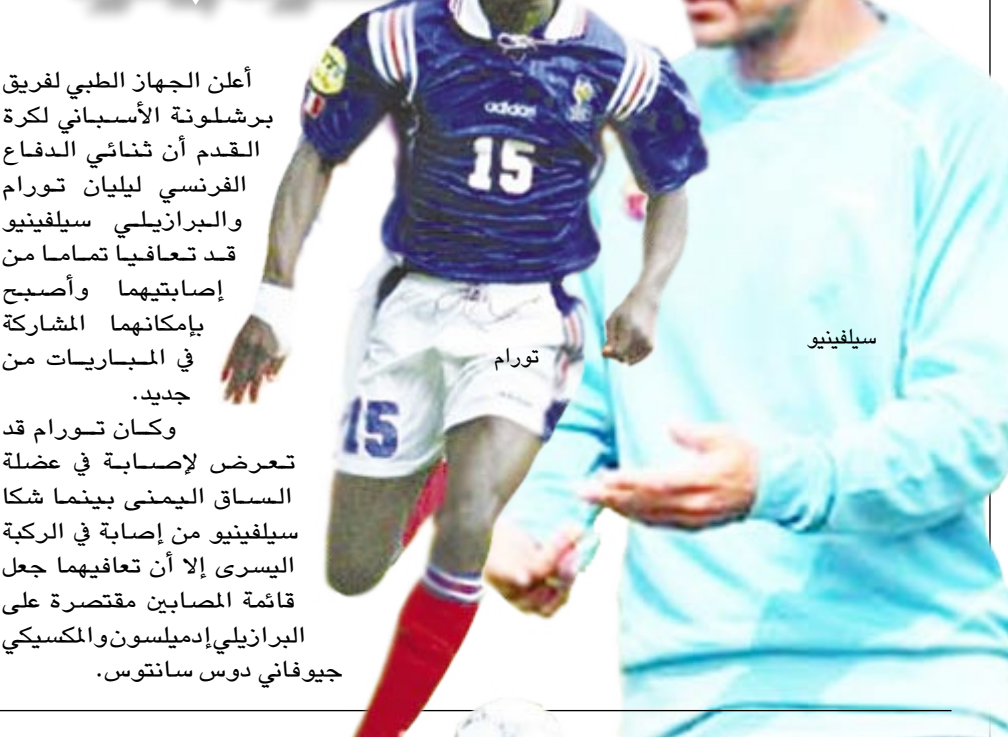 أعلن الجهاز الطبي لفريق
برشلونة الأسباني لكرة
القدم أن ثنائي الدفاع
الفرنسي ليليان تورام
والبرازيلي سيلفينيو
قد تعافيا تماما من
إصابتيهما وأصبح
بإمكانهما المشاركة
في المباريات من
جديد.
وكان تورام قد
تعرض لإصابة في عضلة
الساق اليمنى بينما شكا
سيلفينيو من إصابة في الركبة
اليسرى إلا أن تعافيهما جعل
قائمة المصابين مقتصرة على
البرازيلي إدميلسون والمكسيكي
جيوفاني دوس سانتوس.
adidas
15
تورام
15
سيلفينيو